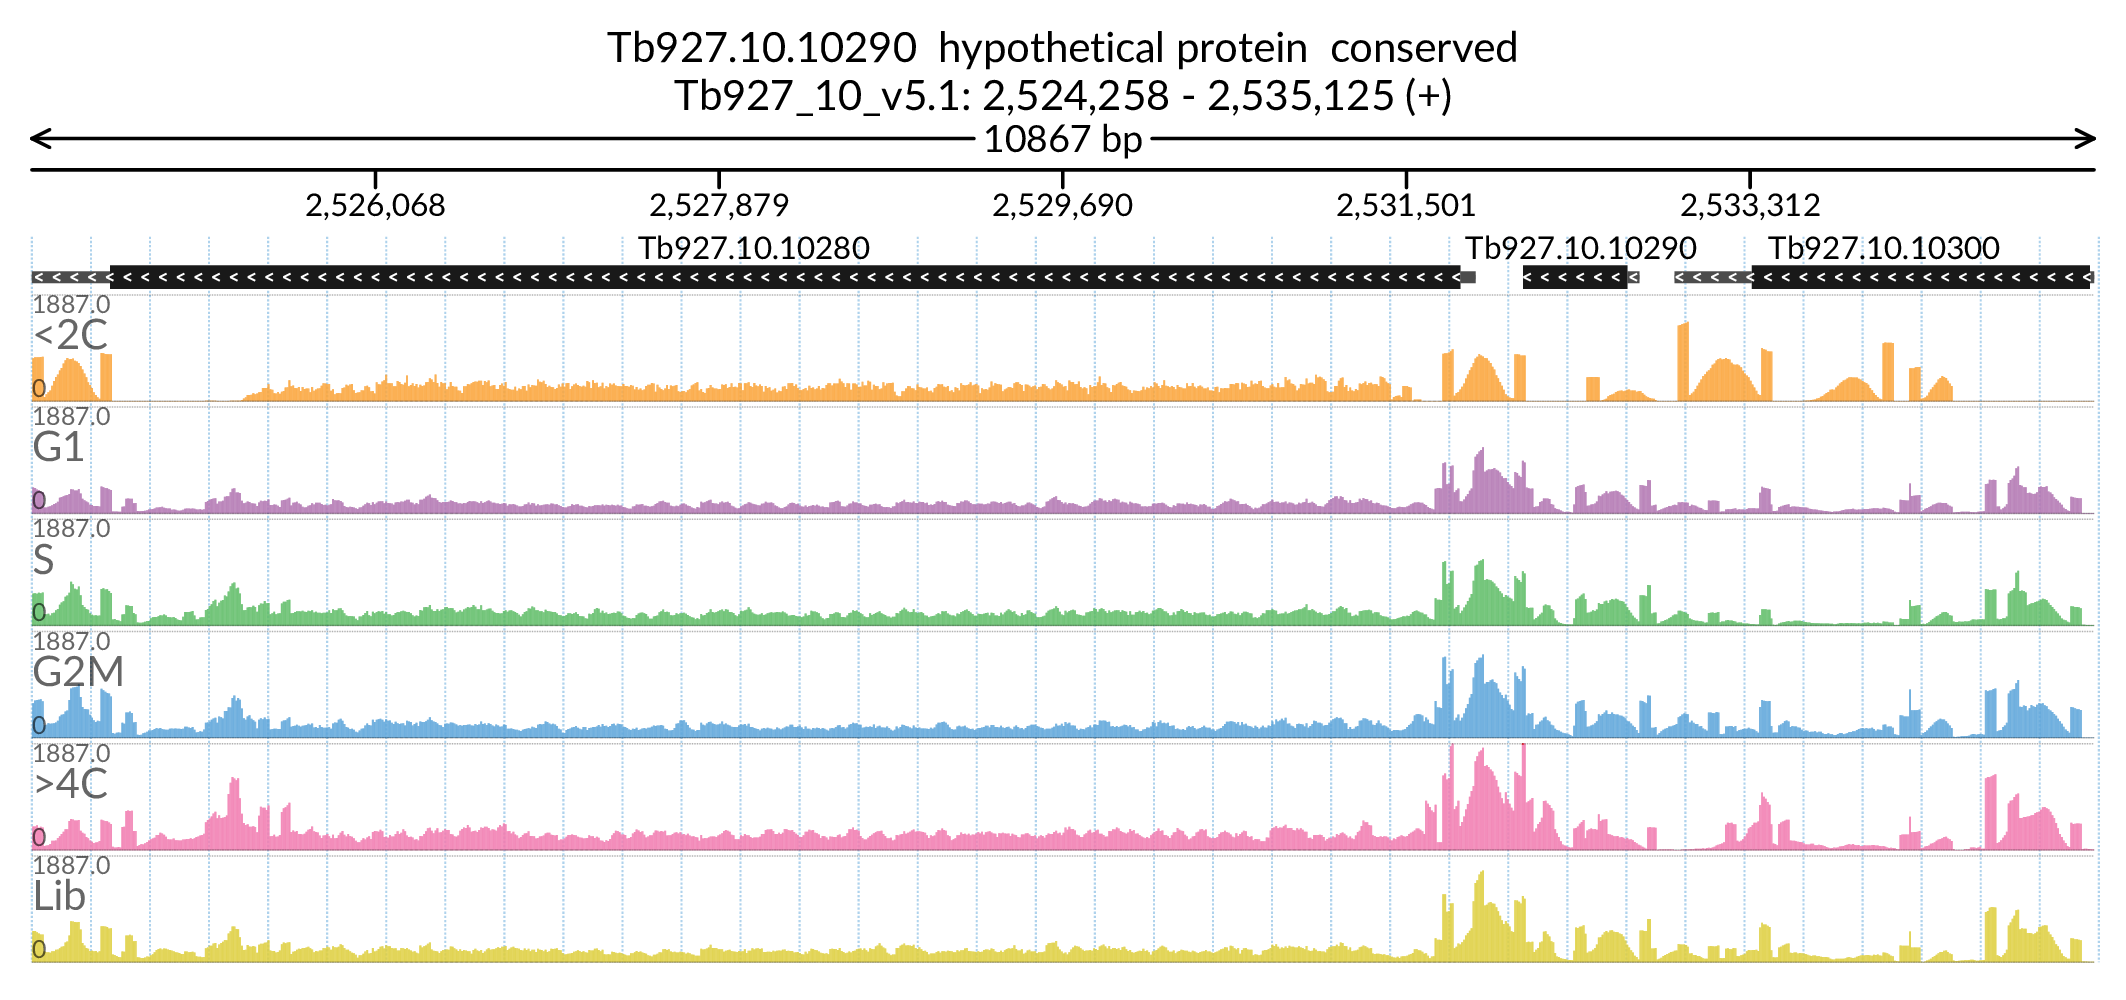 Tb927.10.10290 hypothetical protein conserved
Tb927_10_v5.1: 2,524,258 - 2,535,125 (+)
10867 bp
2,526,068 2,527,879 2,529,690 2,531,501 2,533,312
Tb927.10.10280 Tb927.10.10290 Tb927.10.10300
1887.0
<2C
0
1887.0
G1
0
1887.0
S
0
1887.0
G2M
0
1887.0
>4C
0
1887.0
Lib
0